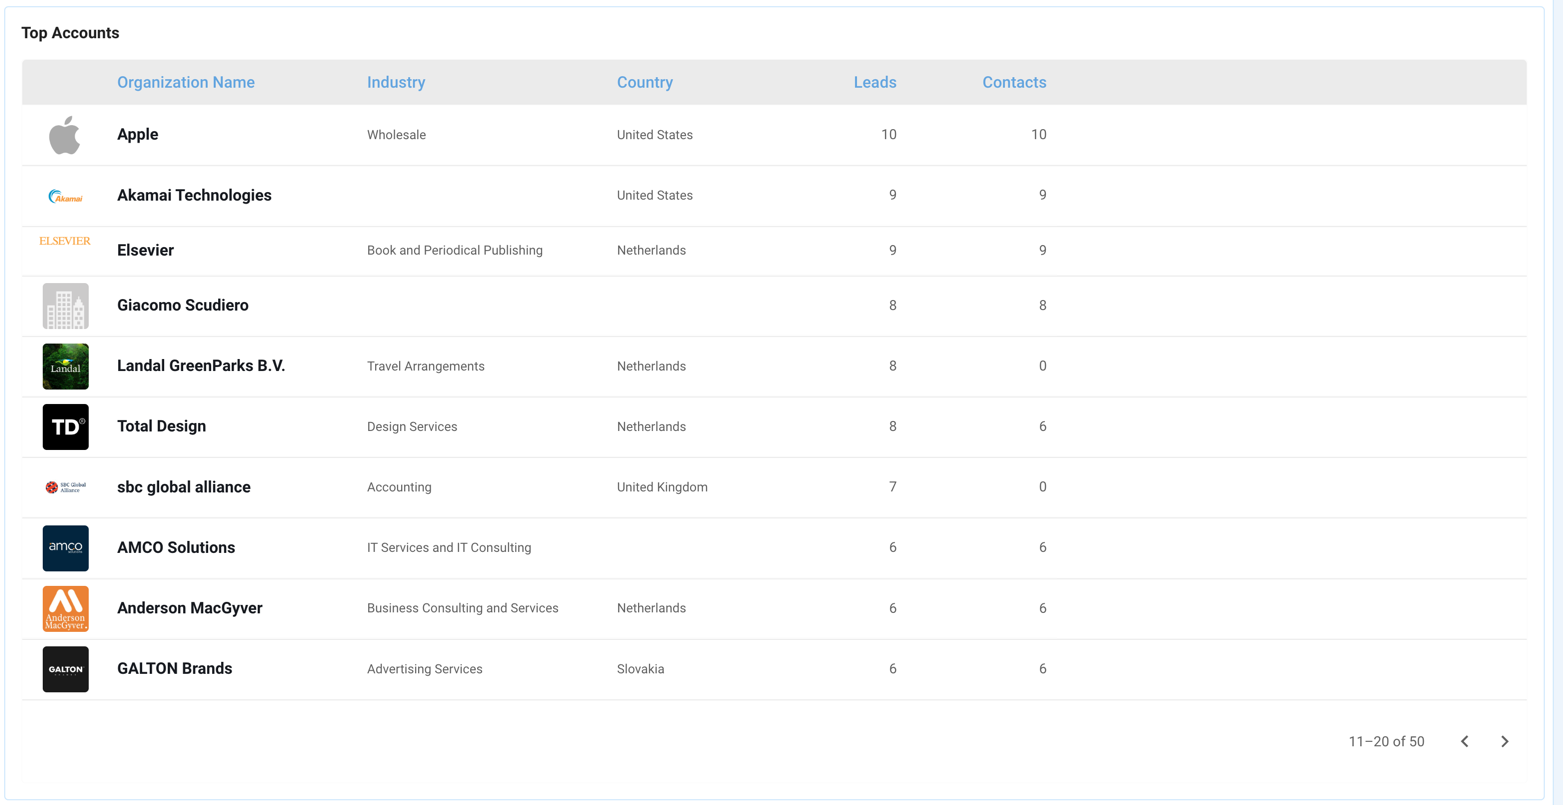 Top Accounts
Organization Name Industry Country Leads Contacts
Apple Wholesale United States 10 10
Akamai Akamai Technologies United States 9 9
ELSEVIER Elsevier Book and Periodical Publishing Netherlands 9 9
Giacomo Scudiero 8 8
Landal Landal GreenParks B.V. Travel Arrangements Netherlands 8 0
TD® Total Design Design Services Netherlands 8 6
SBC Global
Alliance
sbc global alliance Accounting United Kingdom 7 0
amco AMCO Solutions IT Services and IT Consulting 6 6
Anderson
MacGyver.
Anderson MacGyver Business Consulting and Services Netherlands 6 6
GALTON GALTON Brands Advertising Services Slovakia 6 6
11–20 of 50